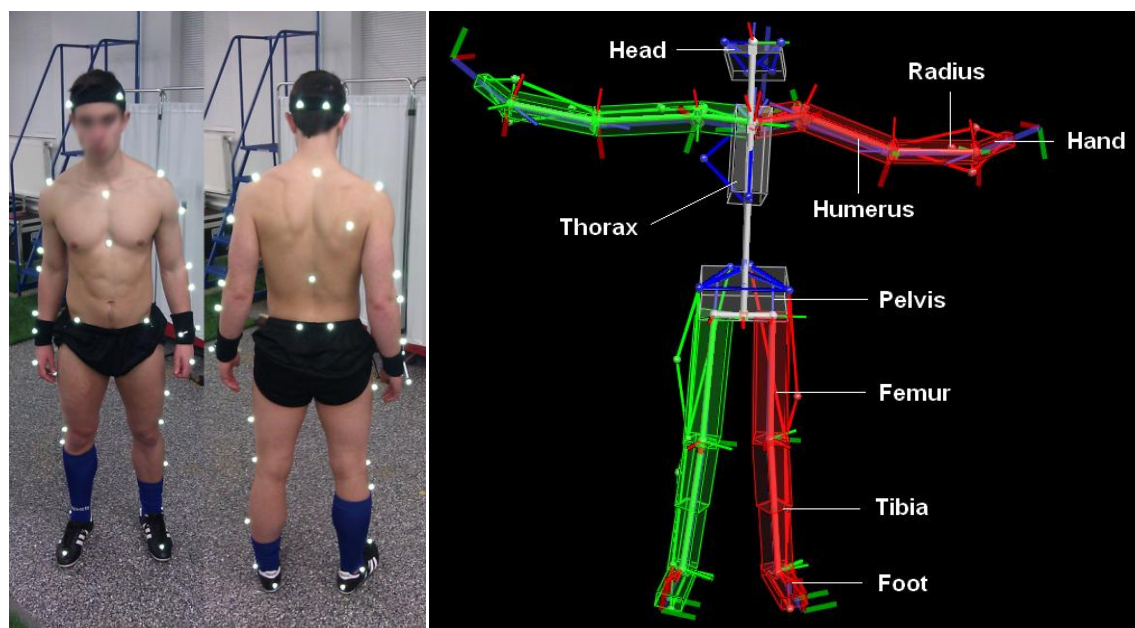 Head
Radius
Hand
Humerus
Thorax
Pelvis
Femur
Tibia
Foot